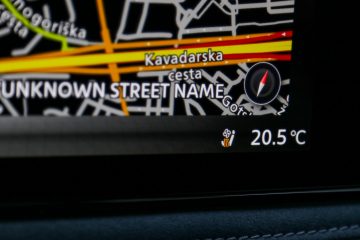 nogoriška
Kavadarska
cesta
UNKNOWN STREET NAME
20.5 °C